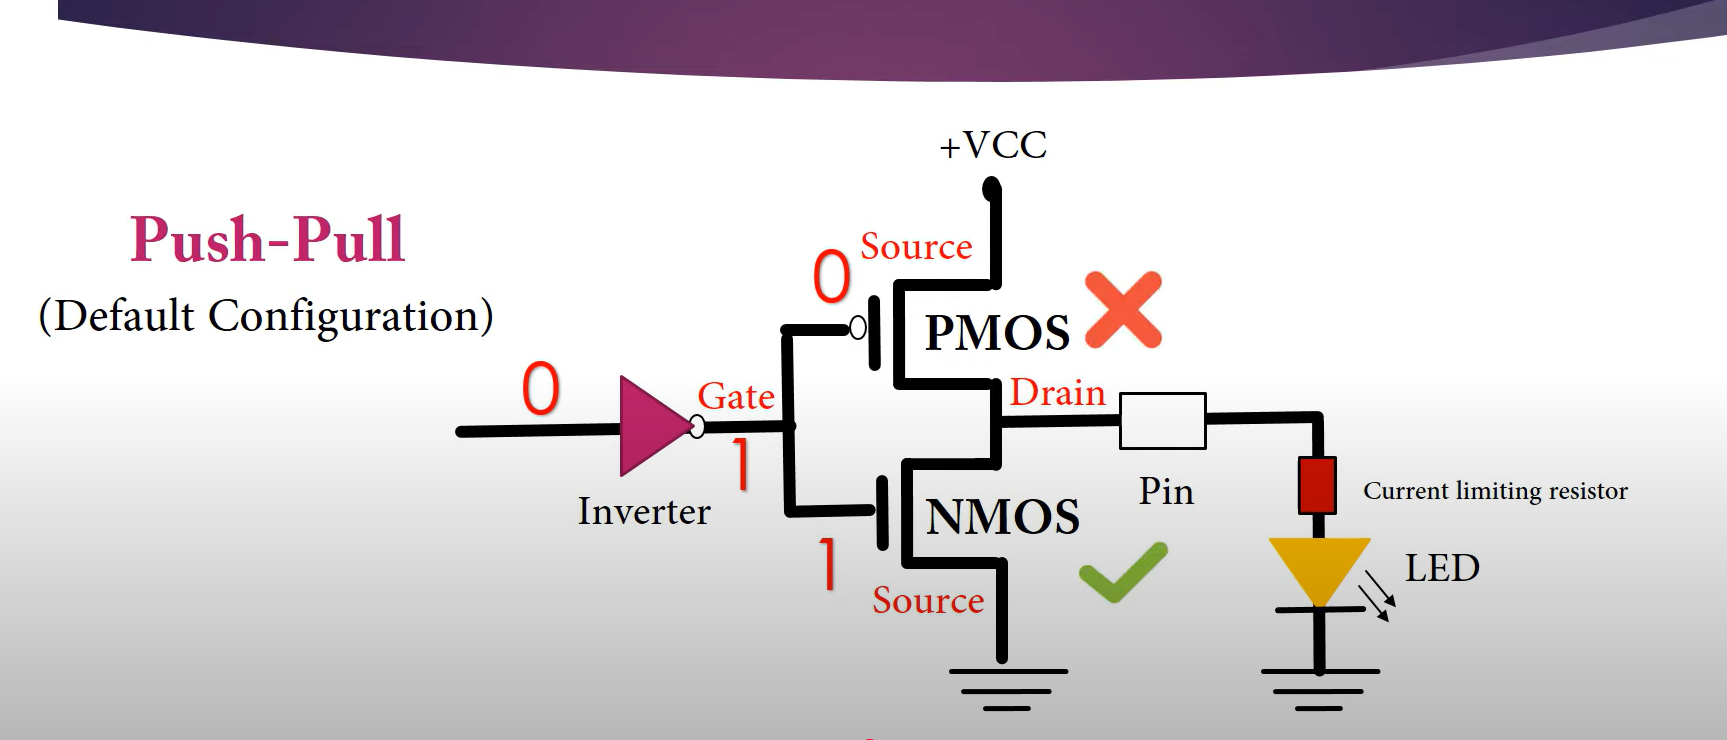 +VCC
Push-Pull
(Default Configuration)
Source
0
PMOS
0
Gate
Drain
1
Inverter
NMOS
Pin
Current limiting resistor
1
Source
LED